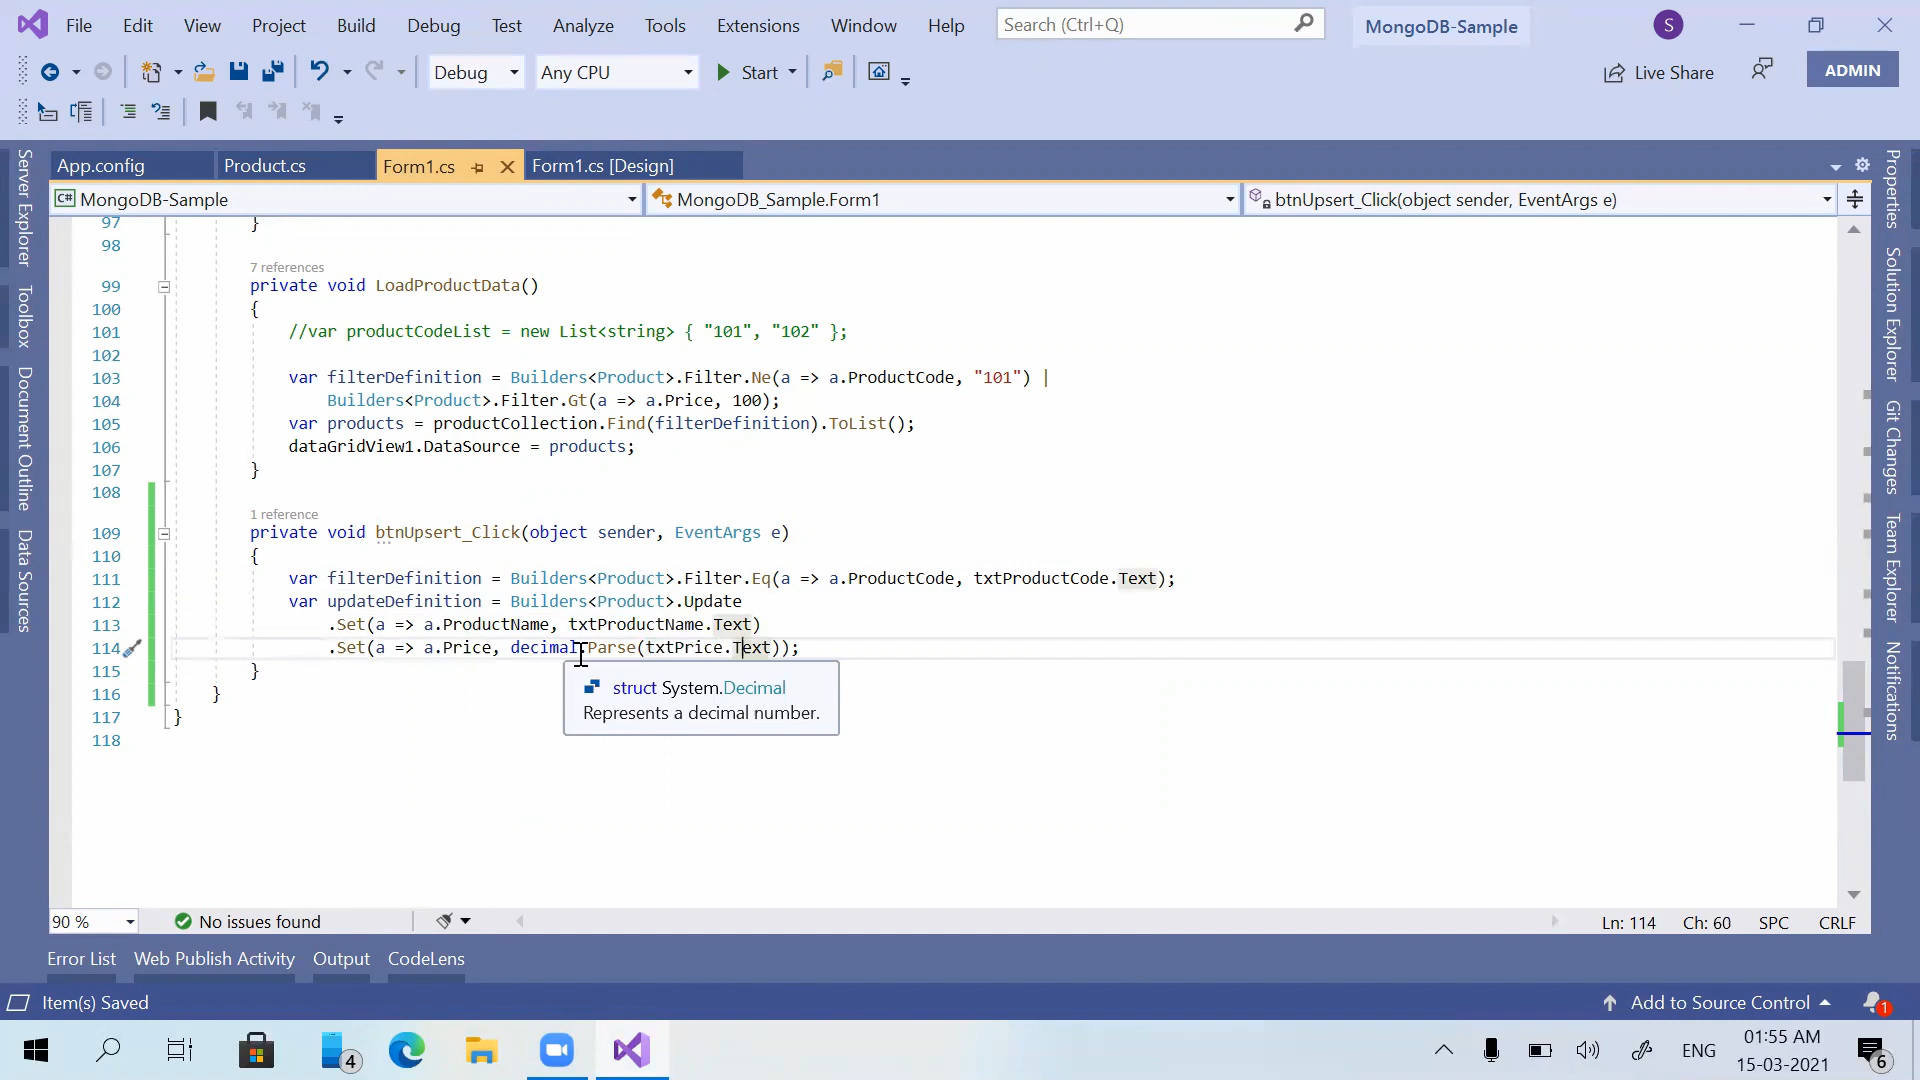 File Edit View Project Build Debug Test Analyze Tools Extensions Window Help Search (Ctrl+Q) MongoDB-Sample S
Debug Any CPU Start Live Share ADMIN
App.config Product.cs Form1.cs Form1.cs [Design]
C# MongoDB-Sample MongoDB_Sample.Form1 btnUpsert_Click(object sender, EventArgs e)
Server Explorer
Toolbox
Document Outline
Data Sources
97 }
98
7 references
99 private void LoadProductData()
100 {
101 //var productCodeList = new List<string> { "101", "102" };
102
103 var filterDefinition = Builders<Product>.Filter.Ne(a => a.ProductCode, "101") |
104 Builders<Product>.Filter.Gt(a => a.Price, 100);
105 var products = productCollection.Find(filterDefinition).ToList();
106 dataGridView1.DataSource = products;
107 }
108
1 reference
109 private void btnUpsert_Click(object sender, EventArgs e)
110 {
111 var filterDefinition = Builders<Product>.Filter.Eq(a => a.ProductCode, txtProductCode.Text);
112 var updateDefinition = Builders<Product>.Update
113 .Set(a => a.ProductName, txtProductName.Text)
114 .Set(a => a.Price, decimal.Parse(txtPrice.Text));
115 }
116 }
117 }
118
struct System.Decimal
Represents a decimal number.
Properties
Solution Explorer
Git Changes
Team Explorer
Notifications
90 % No issues found Ln: 114 Ch: 60 SPC CRLF
Error List Web Publish Activity Output CodeLens
Item(s) Saved Add to Source Control 1
4 ENG 01:55 AM
15-03-2021 6